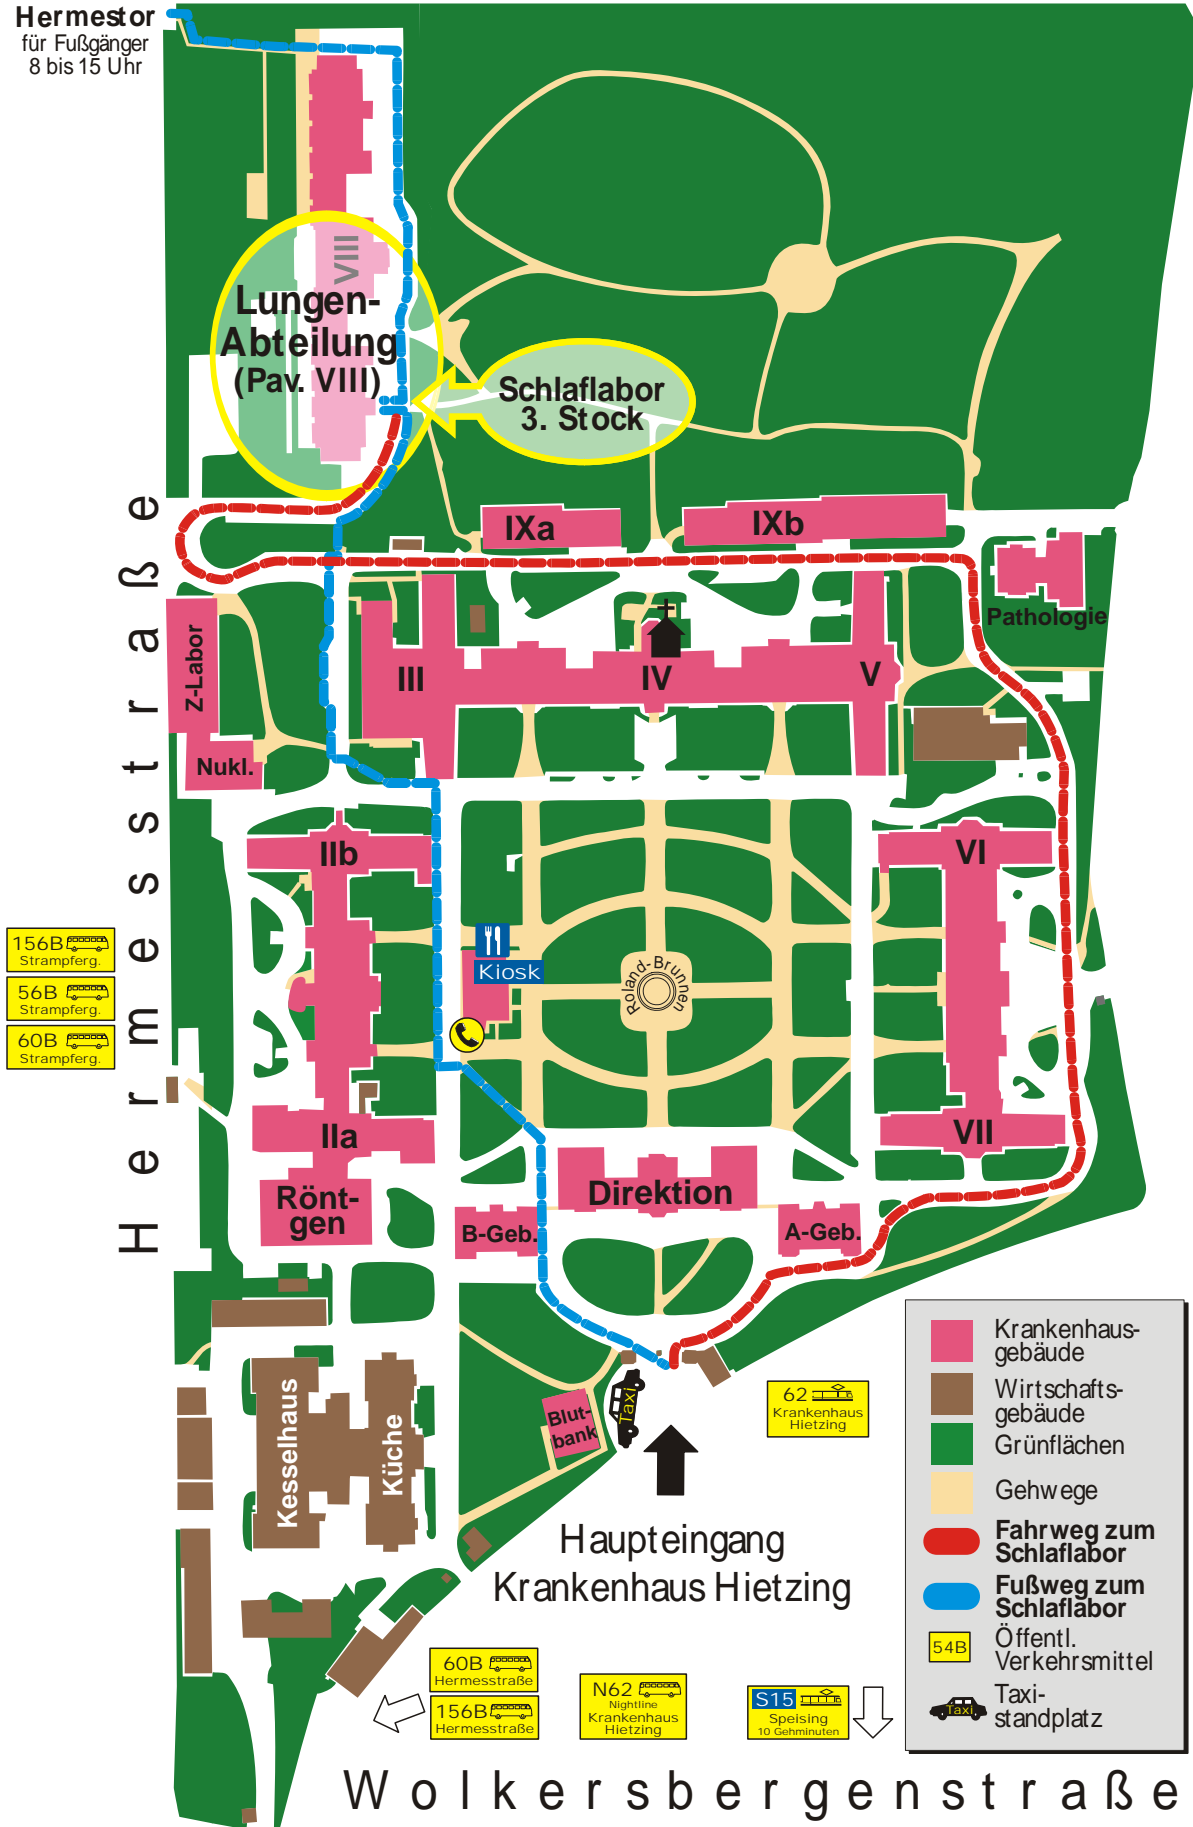 Hermestor
für Fußgänger
8 bis 15 Uhr
VIII
Lungen-
Abteilung
(Pav. VIII)
Schlaflabor
3. Stock
IXa
IXb
Pathologie
Z-Labor
III
IV
V
Nukl.
IIb
VI
Kiosk
Roland-Brunnen
156B
Strampferg.
56B
Strampferg.
60B
Strampferg.
Hermesstraße
IIa
VII
Rönt-
gen
Direktion
B-Geb.
A-Geb.
Kesselhaus
Küche
Blut-
bank
Taxi
62
Krankenhaus
Hietzing
Haupteingang
Krankenhaus Hietzing
Krankenhaus-
gebäude
Wirtschafts-
gebäude
Grünflächen
Gehwege
Fahrweg zum
Schlaflabor
Fußweg zum
Schlaflabor
54B
Öffentl.
Verkehrsmittel
Taxi
Taxi-
standplatz
60B
Hermesstraße
156B
Hermesstraße
N62
Nightline
Krankenhaus
Hietzing
S15
Speising
10 Gehminuten
Wolkersbergenstraße